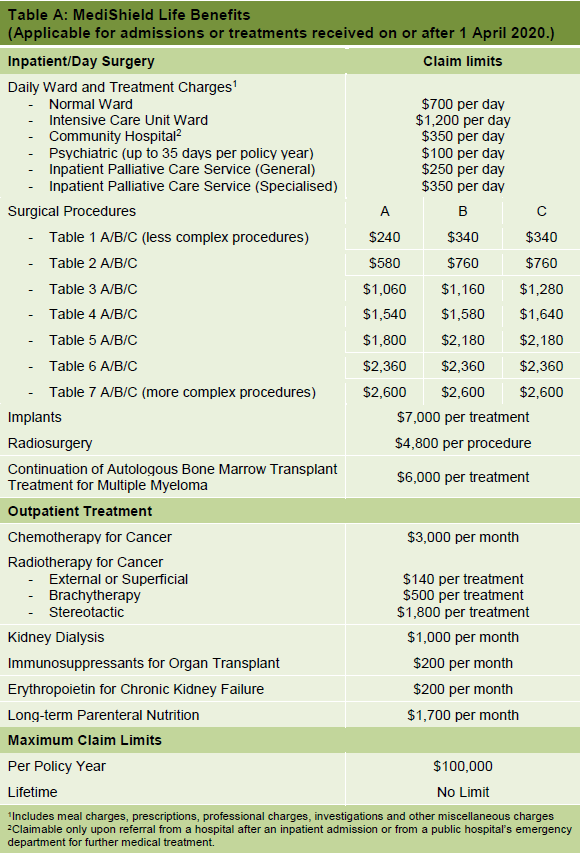 Table A: MediShield Life Benefits
(Applicable for admissions or treatments received on or after 1 April 2020.)
Inpatient/Day Surgery Claim limits
Daily Ward and Treatment Charges¹
- Normal Ward $700 per day
- Intensive Care Unit Ward $1,200 per day
- Community Hospital² $350 per day
- Psychiatric (up to 35 days per policy year) $100 per day
- Inpatient Palliative Care Service (General) $250 per day
- Inpatient Palliative Care Service (Specialised) $350 per day
Surgical Procedures A B C
- Table 1 A/B/C (less complex procedures) $240 $340 $340
- Table 2 A/B/C $580 $760 $760
- Table 3 A/B/C $1,060 $1,160 $1,280
- Table 4 A/B/C $1,540 $1,580 $1,640
- Table 5 A/B/C $1,800 $2,180 $2,180
- Table 6 A/B/C $2,360 $2,360 $2,360
- Table 7 A/B/C (more complex procedures) $2,600 $2,600 $2,600
Implants $7,000 per treatment
Radiosurgery $4,800 per procedure
Continuation of Autologous Bone Marrow Transplant
Treatment for Multiple Myeloma $6,000 per treatment
Outpatient Treatment
Chemotherapy for Cancer $3,000 per month
Radiotherapy for Cancer
- External or Superficial $140 per treatment
- Brachytherapy $500 per treatment
- Stereotactic $1,800 per treatment
Kidney Dialysis $1,000 per month
Immunosuppressants for Organ Transplant $200 per month
Erythropoietin for Chronic Kidney Failure $200 per month
Long-term Parenteral Nutrition $1,700 per month
Maximum Claim Limits
Per Policy Year $100,000
Lifetime No Limit
¹Includes meal charges, prescriptions, professional charges, investigations and other miscellaneous charges
²Claimable only upon referral from a hospital after an inpatient admission or from a public hospital's emergency
department for further medical treatment.